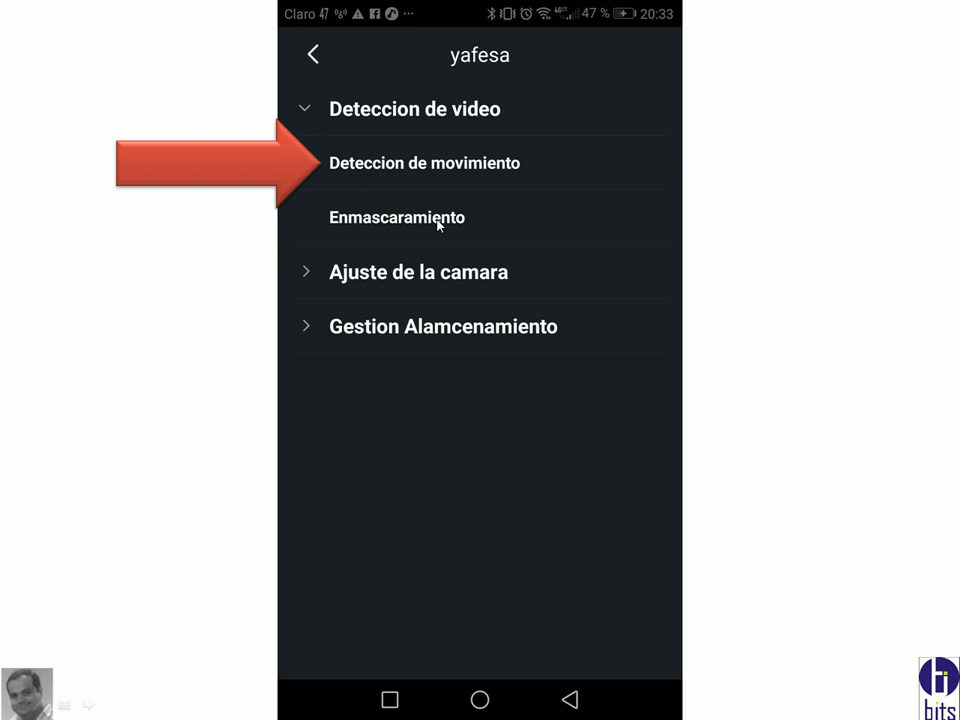 Claro 47 47 % 20:33
yafesa
Deteccion de video
Deteccion de movimiento
Enmascaramiento
Ajuste de la camara
Gestion Alamcenamiento
bits